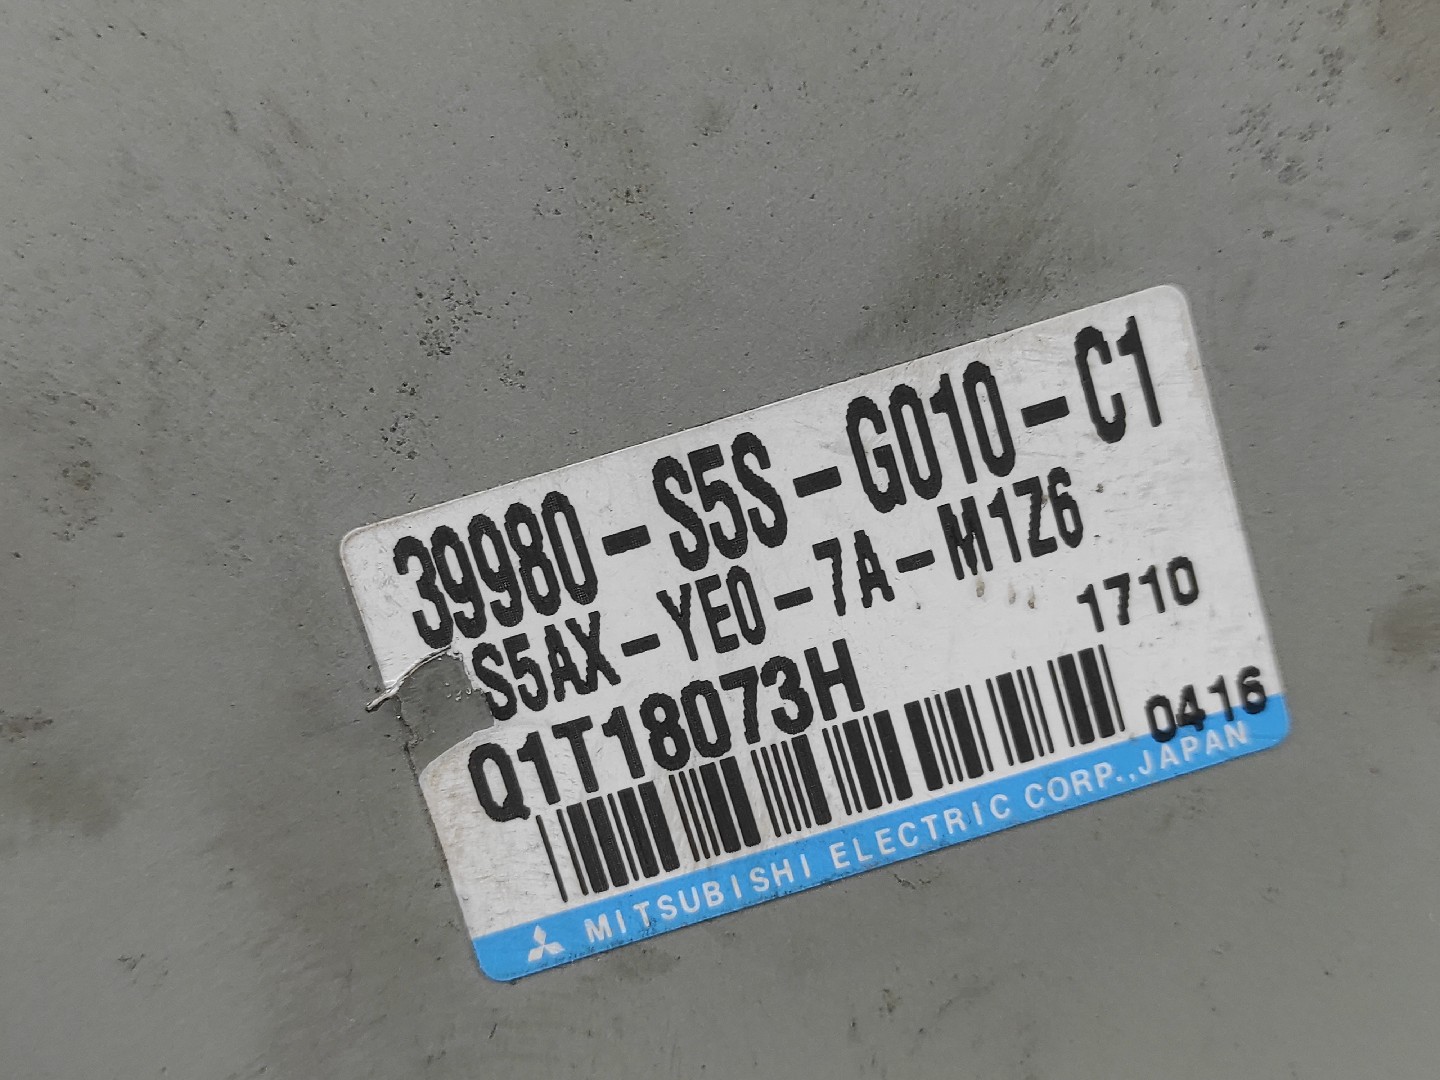 39980-S5S-G010-C1
S5AX-YE0-7A-M1Z6
1710
Q1T18073H
0416
MITSUBISHI ELECTRIC CORP., JAPAN